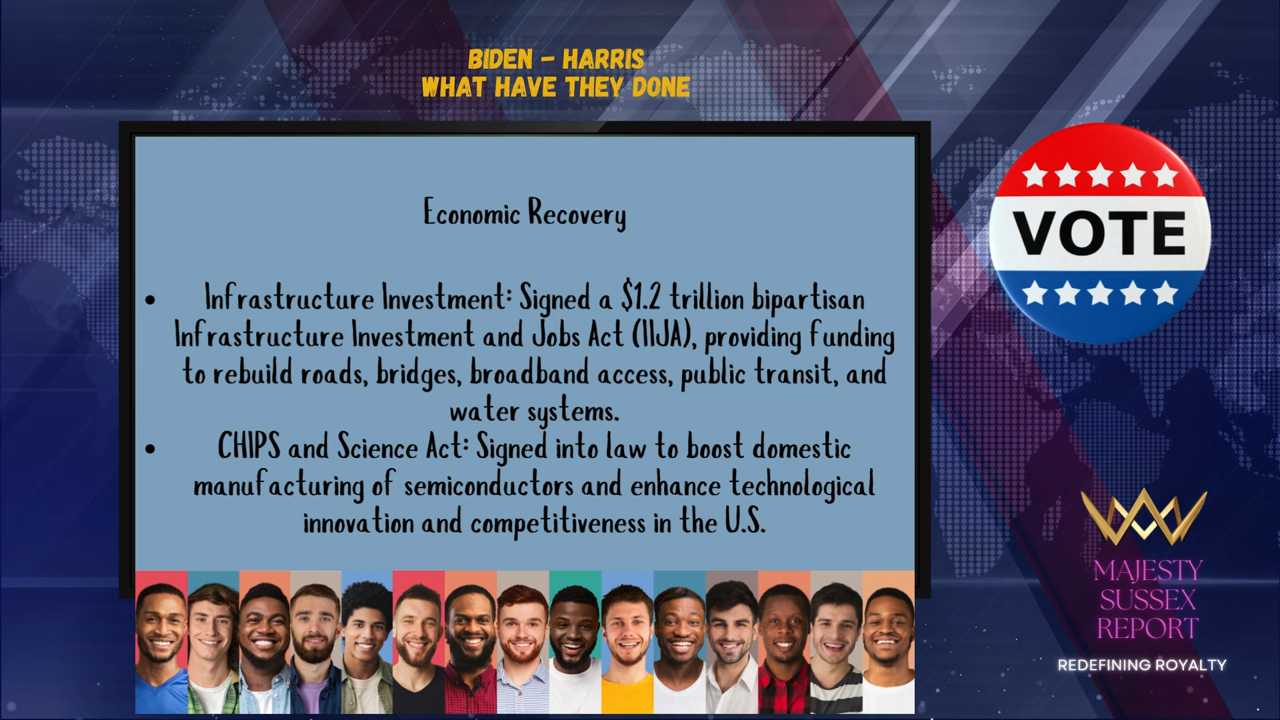 BIDEN – HARRIS
WHAT HAVE THEY DONE
Economic Recovery
• Infrastructure Investment: Signed a $1.2 trillion bipartisan
Infrastructure Investment and Jobs Act (IIJA), providing funding
to rebuild roads, bridges, broadband access, public transit, and
water systems.
• CHIPS and Science Act: Signed into law to boost domestic
manufacturing of semiconductors and enhance technological
innovation and competitiveness in the U.S.
VOTE
MAJESTY
SUSSEX
REPORT
REDEFINING ROYALTY